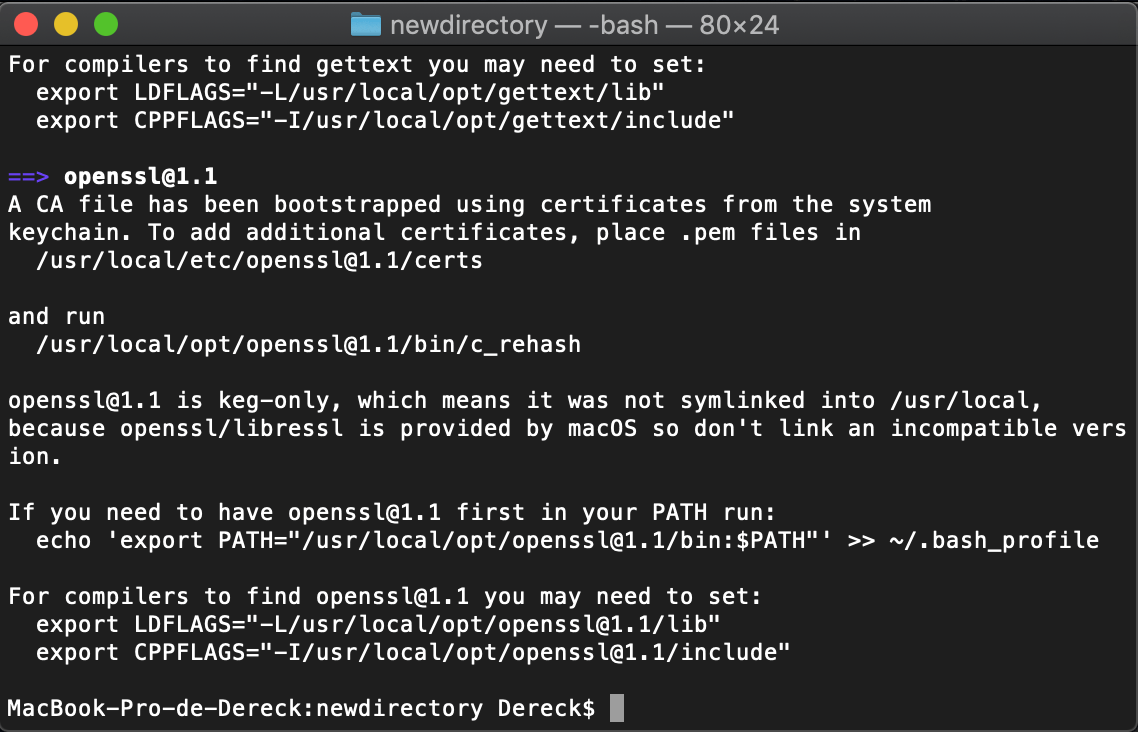 newdirectory — -bash — 80×24
For compilers to find gettext you may need to set:
  export LDFLAGS="-L/usr/local/opt/gettext/lib"
  export CPPFLAGS="-I/usr/local/opt/gettext/include"

==> openssl@1.1
A CA file has been bootstrapped using certificates from the system
keychain. To add additional certificates, place .pem files in
  /usr/local/etc/openssl@1.1/certs

and run
  /usr/local/opt/openssl@1.1/bin/c_rehash

openssl@1.1 is keg-only, which means it was not symlinked into /usr/local,
because openssl/libressl is provided by macOS so don't link an incompatible vers
ion.

If you need to have openssl@1.1 first in your PATH run:
  echo 'export PATH="/usr/local/opt/openssl@1.1/bin:$PATH"' >> ~/.bash_profile

For compilers to find openssl@1.1 you may need to set:
  export LDFLAGS="-L/usr/local/opt/openssl@1.1/lib"
  export CPPFLAGS="-I/usr/local/opt/openssl@1.1/include"

MacBook-Pro-de-Dereck:newdirectory Dereck$